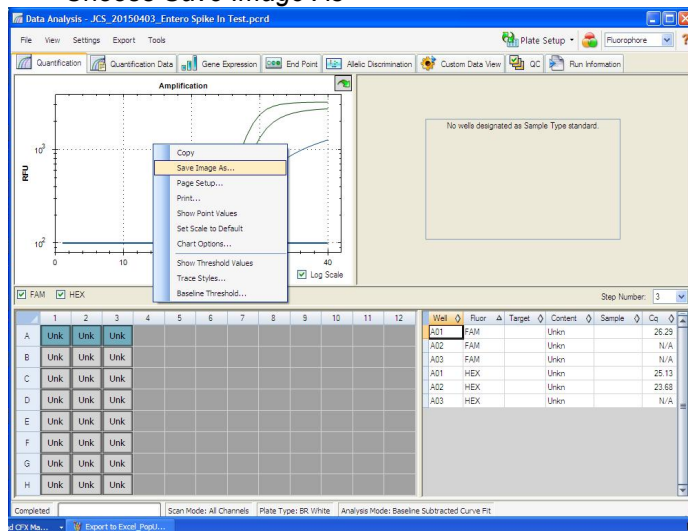 Choose Save Image As
Data Analysis - JCS_20150403_Entero Spike In Test.pcrd
File View Settings Export Tools Plate Setup Fluorophore ?
Quantification Quantification Data Gene Expression End Point Allelic Discrimination Custom Data View QC Run Information
Amplification
No wells designated as Sample Type standard.
RFU
10³
10²
0 10 40
Copy
Save Image As...
Page Setup...
Print...
Show Point Values
Set Scale to Default
Chart Options...
Show Threshold Values
Trace Styles...
Baseline Threshold...
Log Scale
FAM HEX Step Number: 3
1 2 3 4 5 6 7 8 9 10 11 12
A Unk Unk Unk
B Unk Unk Unk
C Unk Unk Unk
D Unk Unk Unk
E Unk Unk Unk
F Unk Unk Unk
G Unk Unk Unk
H Unk Unk Unk
Well Fluor Target Content Sample Cq
A01 FAM Unkn 26.29
A02 FAM Unkn N/A
A03 FAM Unkn N/A
A01 HEX Unkn 25.13
A02 HEX Unkn 23.68
A03 HEX Unkn N/A
Completed Scan Mode: All Channels Plate Type: BR White Analysis Mode: Baseline Subtracted Curve Fit
d CFX Ma... Export to Excel_PopU...